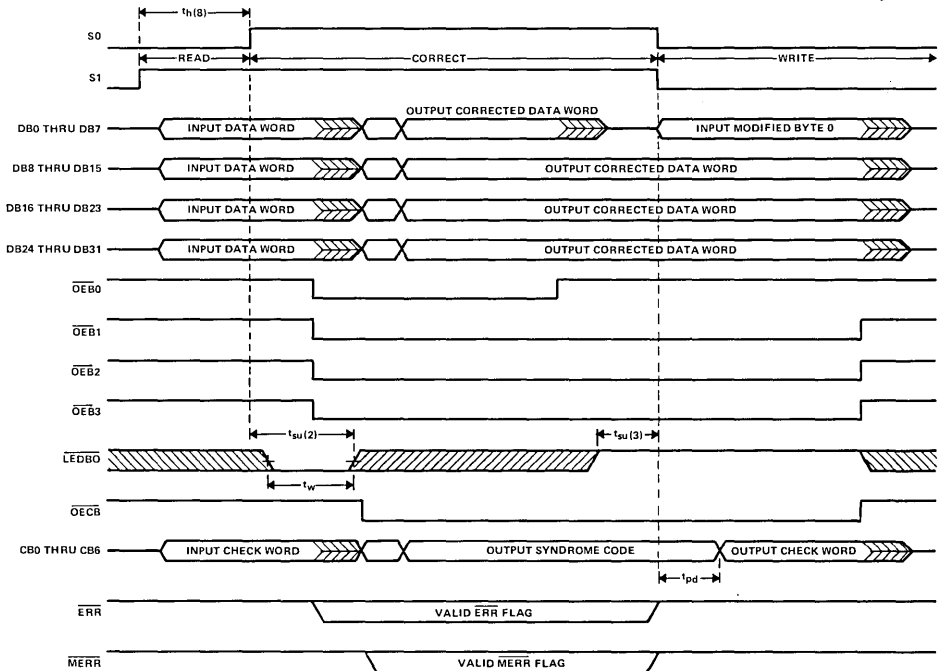 th(8)
S0
READ CORRECT WRITE
S1
OUTPUT CORRECTED DATA WORD
DB0 THRU DB7 INPUT DATA WORD INPUT MODIFIED BYTE 0
DB8 THRU DB15 INPUT DATA WORD OUTPUT CORRECTED DATA WORD
DB16 THRU DB23 INPUT DATA WORD OUTPUT CORRECTED DATA WORD
DB24 THRU DB31 INPUT DATA WORD OUTPUT CORRECTED DATA WORD
OEB0
OEB1
OEB2
OEB3
tsu(2) tsu(3)
LEDBO
tw
OECB
CB0 THRU CB6 INPUT CHECK WORD OUTPUT SYNDROME CODE OUTPUT CHECK WORD
tpd
ERR VALID ERR FLAG
MERR VALID MERR FLAG